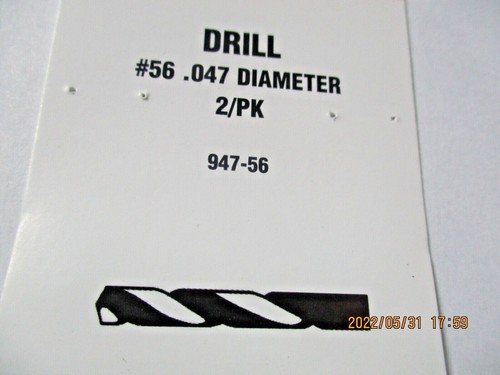 DRILL
#56 .047 DIAMETER
2/PK
947-56
2022/05/31 17:59